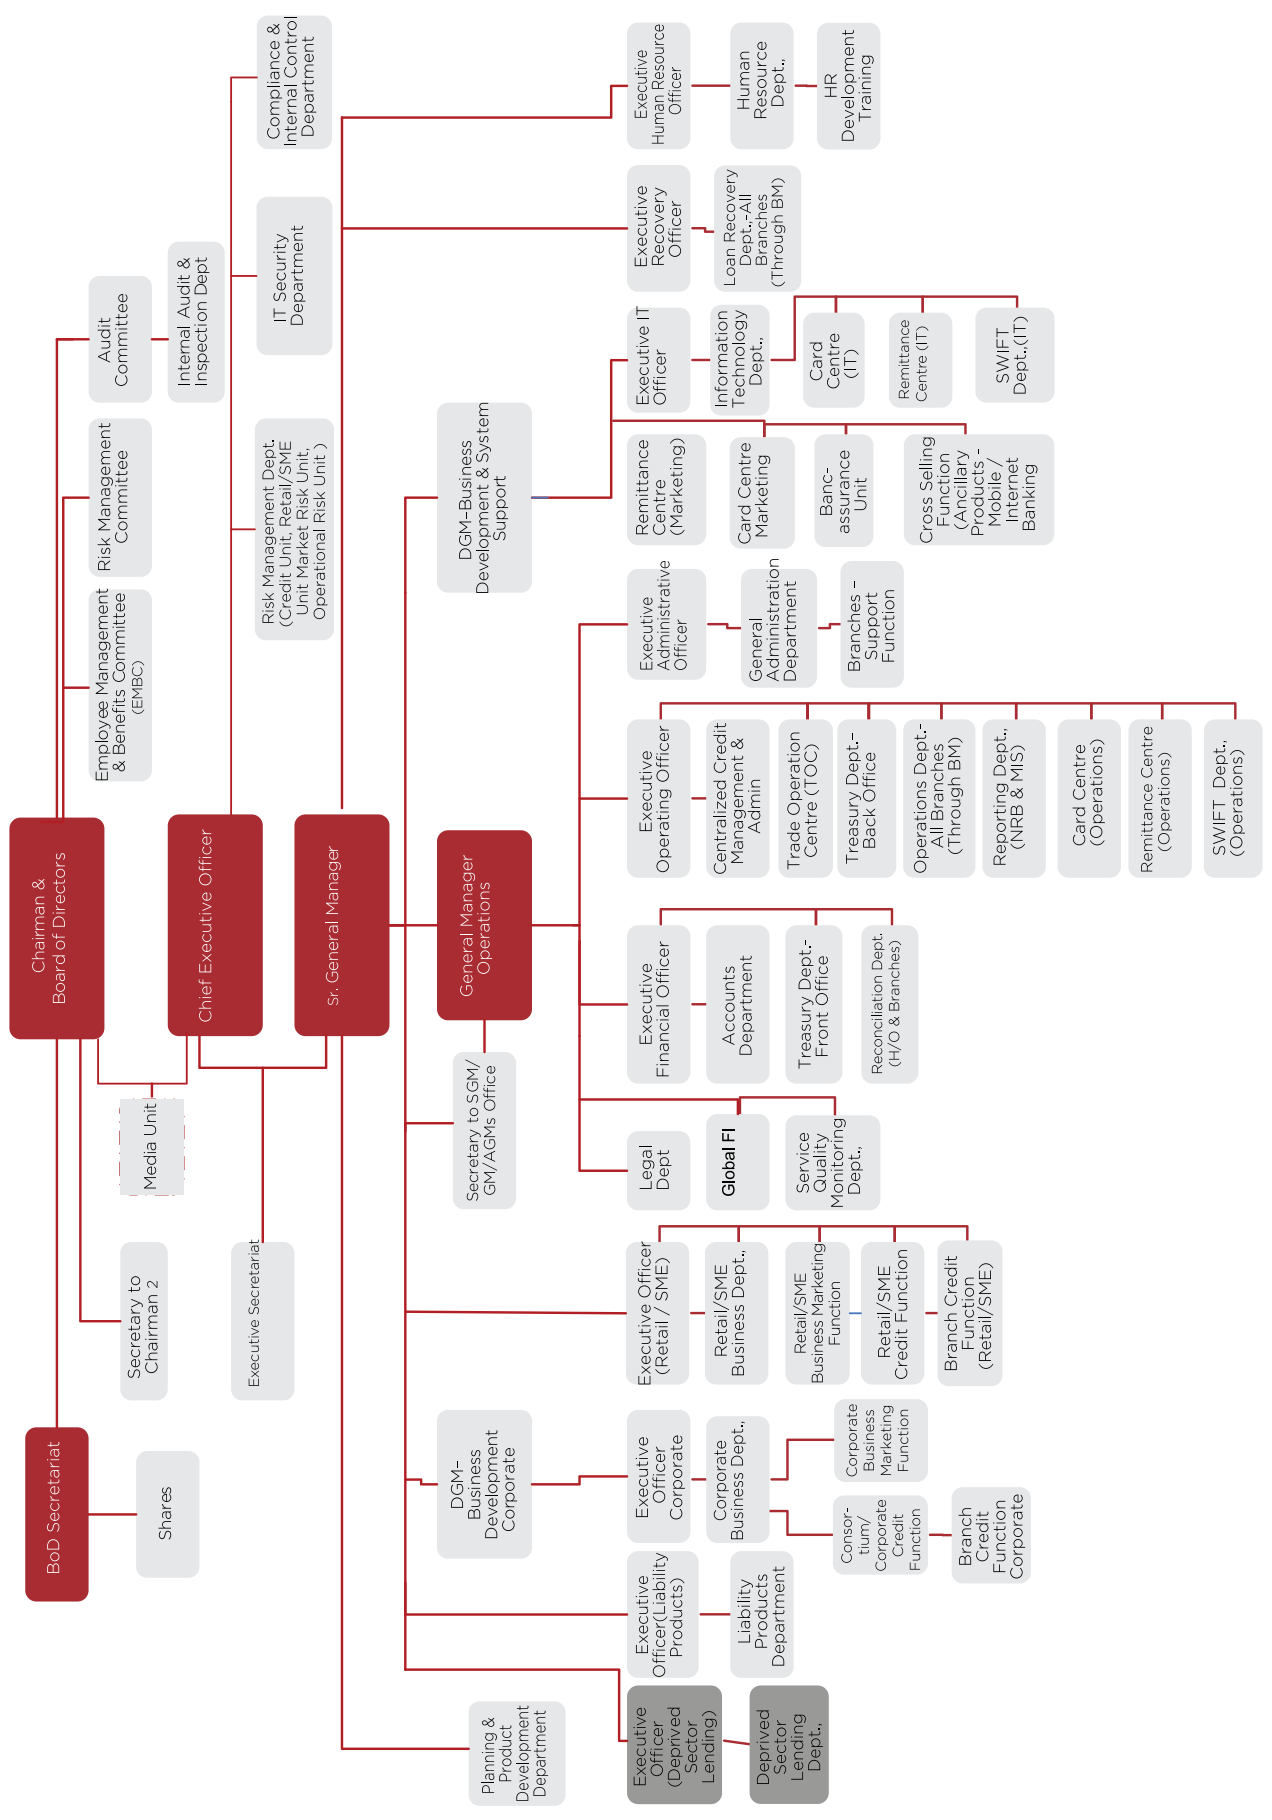 Chairman &
Board of Directors
BoD Secretariat
Shares
Secretary to
Chairman 2
Media Unit
Employee Management
& Benefits Committee
(EMBC)
Risk Management
Committee
Audit
Committee
Internal Audit &
Inspection Dept
Chief Executive Officer
Executive Secretariat
Risk Management Dept.
(Credit Unit, Retail/SME
Unit Market Risk Unit,
Operational Risk Unit )
IT Security
Department
Compliance &
Internal Control
Department
Sr. General Manager
General Manager
Operations
Secretary to SGM/
GM/AGMs Office
Planning &
Product
Development
Department
DGM–
Business
Development
Corporate
DGM–Business
Development & System
Support
Executive
Officer
(Deprived
Sector
Lending)
Deprived
Sector
Lending
Dept.,
Executive
Officer(Liability
Products)
Liability
Products
Department
Executive
Officer
Corporate
Corporate
Business Dept.,
Consor-
tium/
Corporate
Credit
Function
Corporate
Business
Marketing
Function
Branch
Credit
Function
Corporate
Executive Officer
(Retail / SME)
Retail/SME
Business Dept.,
Retail/SME
Business Marketing
Function
Retail/SME
Credit Function
Branch Credit
Function
(Retail/SME)
Legal
Dept
Global FI
Service
Quality
Monitoring
Dept.,
Executive
Financial Officer
Accounts
Department
Treasury Dept.-
Front Office
Reconciliation Dept.
(H/O & Branches)
Executive
Operating Officer
Centralized Credit
Management &
Admin
Trade Operation
Centre (TOC)
Treasury Dept.-
Back Office
Operations Dept.-
All Branches
(Through BM)
Reporting Dept.,
(NRB & MIS)
Card Centre
(Operations)
Remittance Centre
(Operations)
SWIFT Dept.,
(Operations)
Executive
Administrative
Officer
General
Administration
Department
Branches –
Support
Function
Remittance
Centre
(Marketing)
Card Centre
Marketing
Banc-
assurance
Unit
Cross Selling
Function
(Ancillary
Products -
Mobile /
Internet
Banking
Executive IT
Officer
Information
Technology
Dept.,
Card
Centre
(IT)
Remittance
Centre (IT)
SWIFT
Dept.,(IT)
Executive
Recovery
Officer
Loan Recovery
Dept.,-All
Branches
(Through BM)
Executive
Human Resource
Officer
Human
Resource
Dept.,
HR
Development
Training